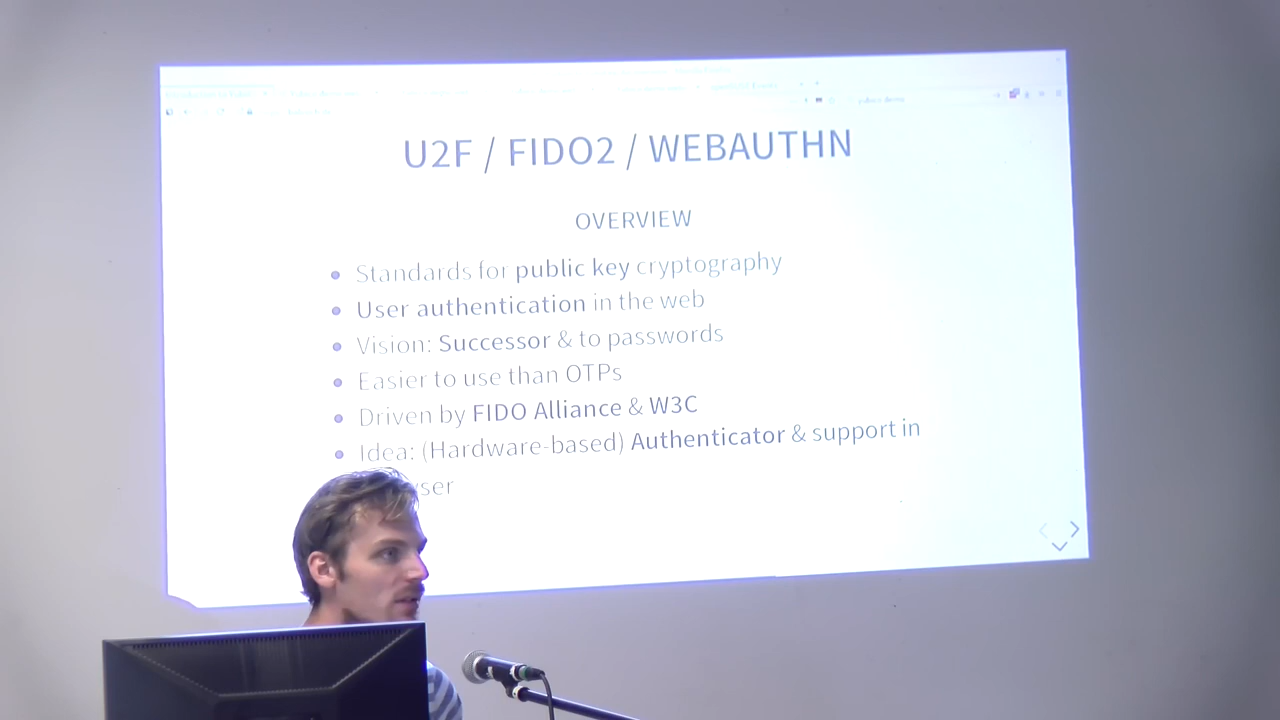 U2F / FIDO2 / WEBAUTHN
OVERVIEW
Standards for public key cryptography
User authentication in the web
Vision: Successor & to passwords
Easier to use than OTPs
Driven by FIDO Alliance & W3C
Idea: (Hardware-based) Authenticator & support in